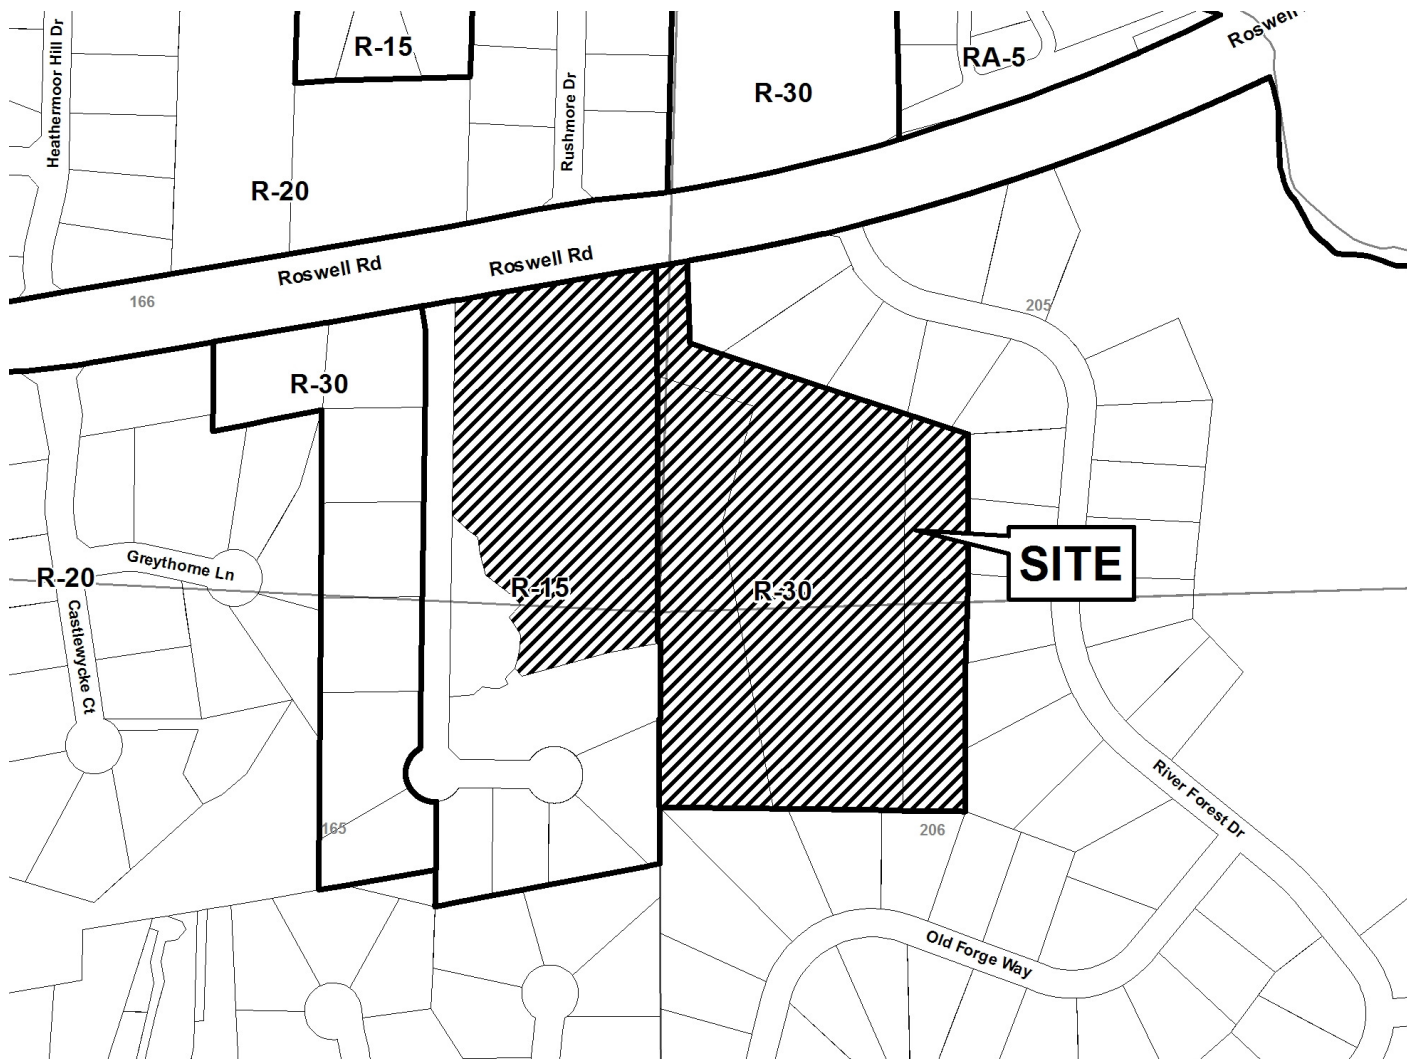 Heathermoor Hill Dr
R-15
Rushmore Dr
R-30
RA-5
Roswell
R-20
Roswell Rd
Roswell Rd
166
205
R-30
SITE
Greythorne Ln
R-20
R-15
R-30
Castlewycke Ct
River Forest Dr
165
206
Old Forge Way